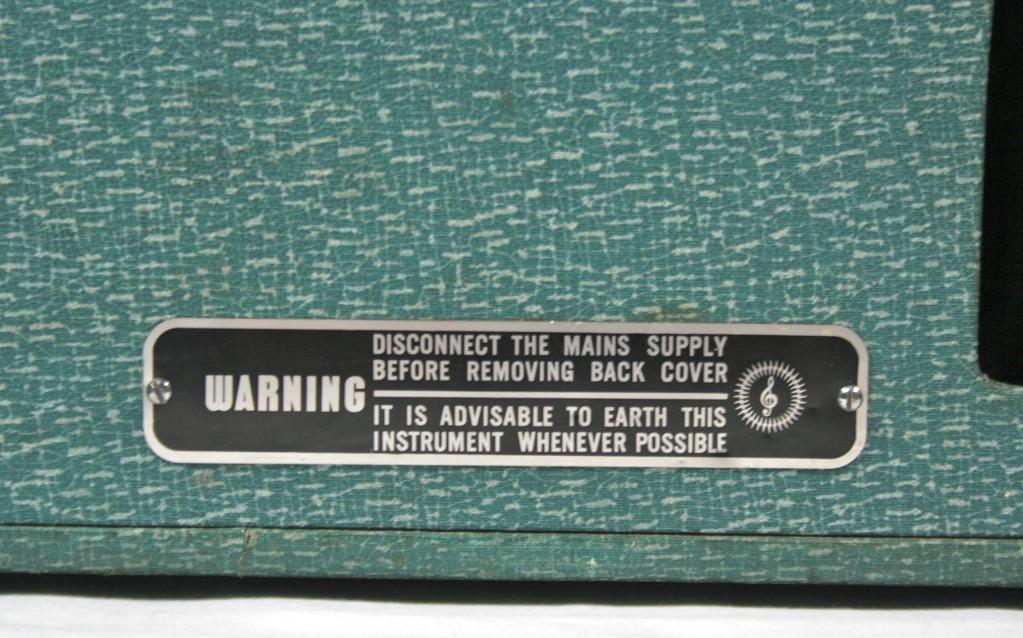 WARNING
DISCONNECT THE MAINS SUPPLY
BEFORE REMOVING BACK COVER
IT IS ADVISABLE TO EARTH THIS
INSTRUMENT WHENEVER POSSIBLE